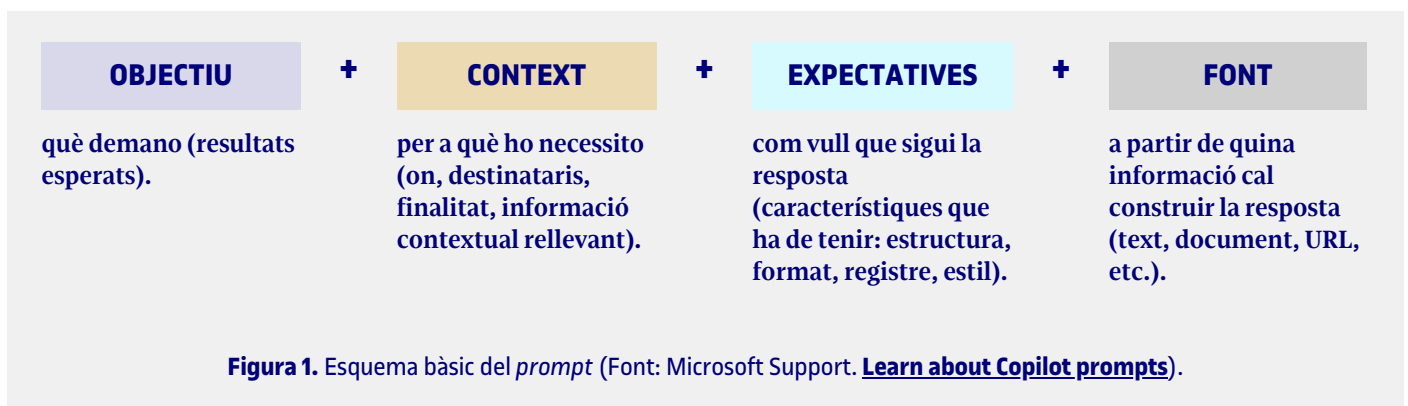 OBJECTIU
+
CONTEXT
+
EXPECTATIVES
+
FONT
què demano (resultats
esperats).
per a què ho necessito
(on, destinataris,
finalitat, informació
contextual rellevant).
com vull que sigui la
resposta
(característiques que
ha de tenir: estructura,
format, registre, estil).
a partir de quina
informació cal
construir la resposta
(text, document, URL,
etc.).
Figura 1. Esquema bàsic del prompt (Font: Microsoft Support. Learn about Copilot prompts).